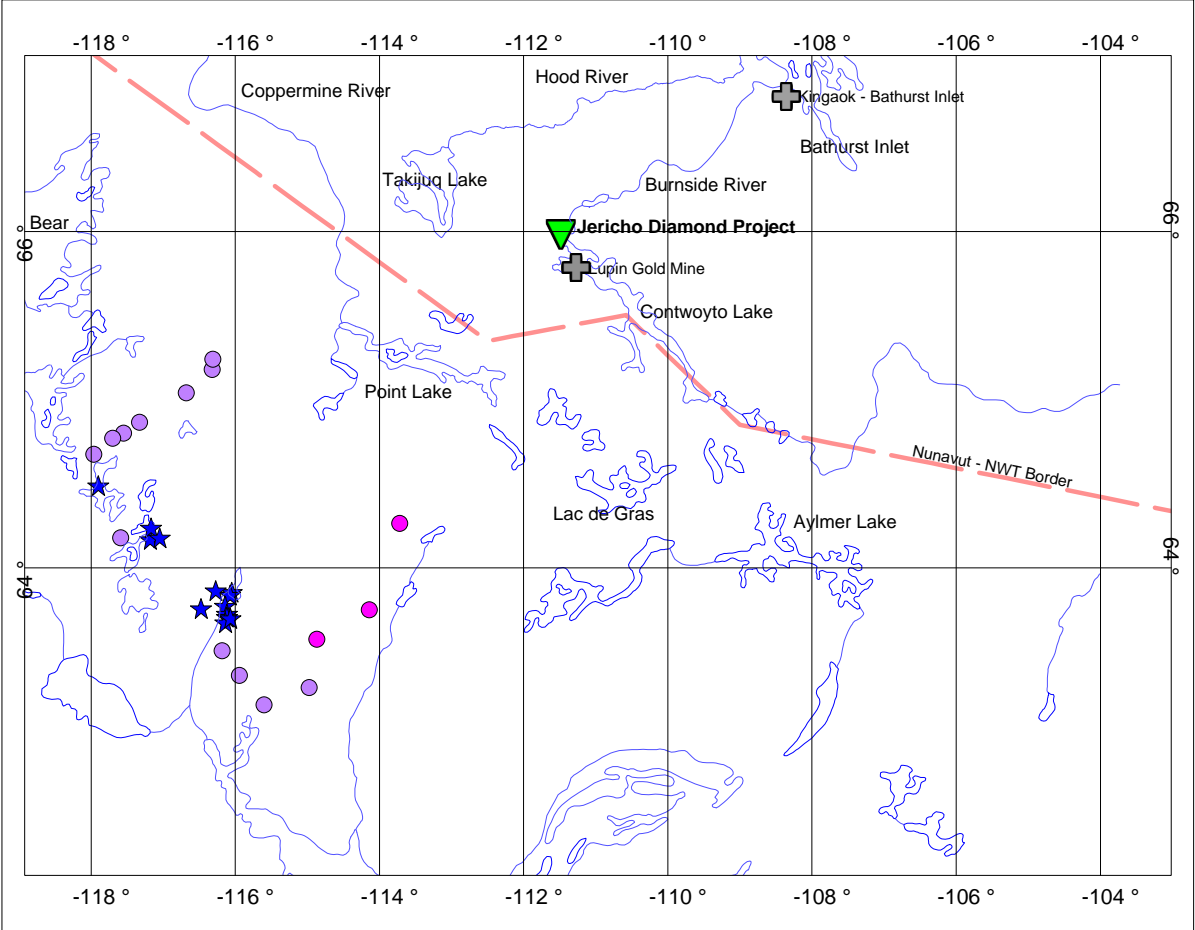 -118 ° -116 ° -114 ° -112 ° -110 ° -108 ° -106 ° -104 °
Hood River
Coppermine River
Kingaok - Bathurst Inlet
Bathurst Inlet
Takijuq Lake
Burnside River
Bear
Jericho Diamond Project
66 °
66 °
Lupin Gold Mine
Contwoyto Lake
Point Lake
Nunavut - NWT Border
Lac de Gras
Aylmer Lake
64 °
64 °
-118 ° -116 ° -114 ° -112 ° -110 ° -108 ° -106 ° -104 °